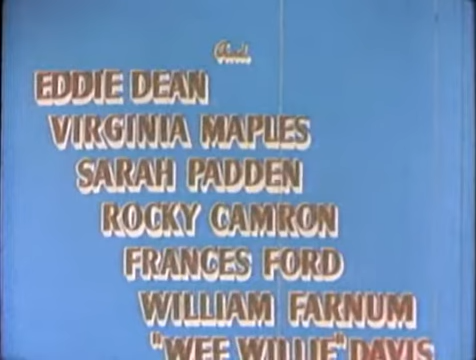 And
EDDIE DEAN
VIRGINIA MAPLES
SARAH PADDEN
ROCKY CAMRON
FRANCES FORD
WILLIAM FARNUM
"WEE WILLIE" DAVIS